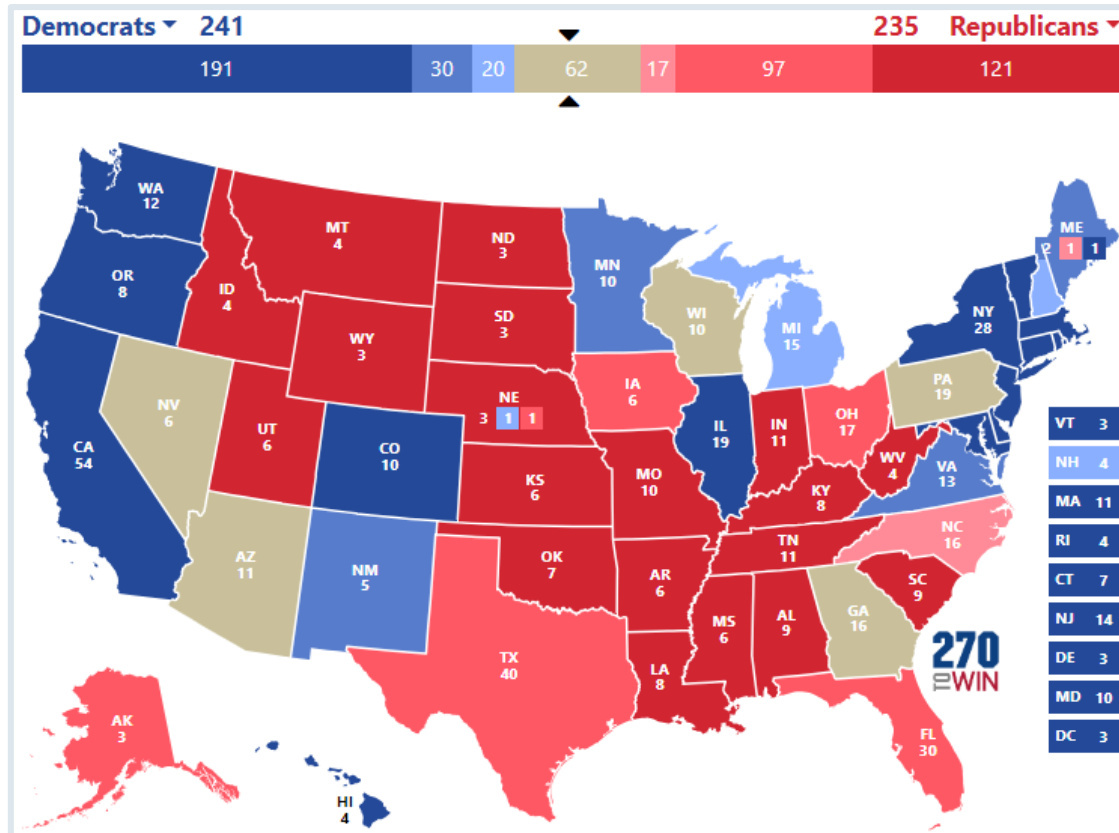 Democrats 241
235 Republicans
191 30 20 62 17 97 121
WA
12
OR
8
CA
54
NV
6
ID
4
MT
4
WY
3
UT
6
CO
10
AZ
11
NM
5
ND
3
SD
3
NE
3 1 1
KS
6
OK
7
TX
40
MN
10
IA
6
MO
10
AR
6
LA
8
WI
10
IL
19
MI
15
IN
11
OH
17
KY
8
TN
11
MS
6
AL
9
GA
16
FL
30
SC
9
NC
16
VA
13
WV
4
PA
19
NY
28
ME
2 1 1
AK
3
HI
4
270
TO WIN
VT 3
NH 4
MA 11
RI 4
CT 7
NJ 14
DE 3
MD 10
DC 3